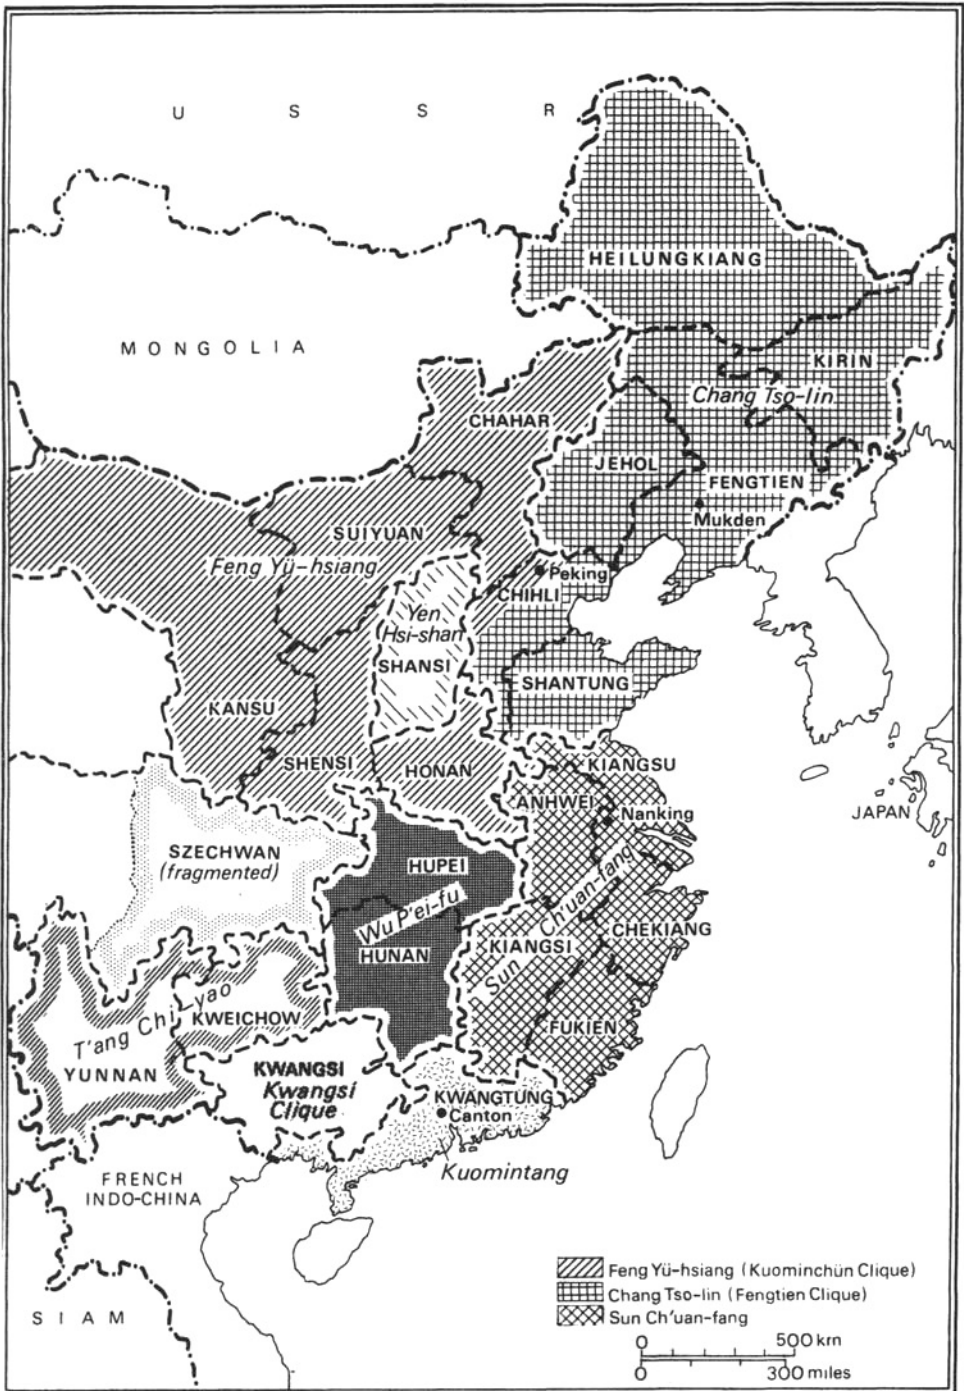 U S S R
HEILUNGKIANG
MONGOLIA
KIRIN
Chang Tso-lin
CHAHAR
JEHOL
FENGTIEN
Mukden
SUIYUAN
Feng Yü-hsiang
Peking
CHIHLI
Yen
Hsi-shan
SHANSI
SHANTUNG
KANSU
SHENSI
HONAN
KIANGSU
ANHWEI
Nanking
JAPAN
SZECHWAN
(fragmented)
HUPEI
Wu P'ei-fu
HUNAN
Sun Ch'uan-fang
KIANGSI
CHEKIANG
FUKIEN
T'ang Chi-yao
KWEICHOW
YUNNAN
KWANGSI
Kwangsi
Clique
KWANGTUNG
Canton
Kuomintang
FRENCH
INDO-CHINA
SIAM
Feng Yü-hsiang (Kuominchün Clique)
Chang Tso-lin (Fengtien Clique)
Sun Ch'uan-fang
0 500 km
0 300 miles